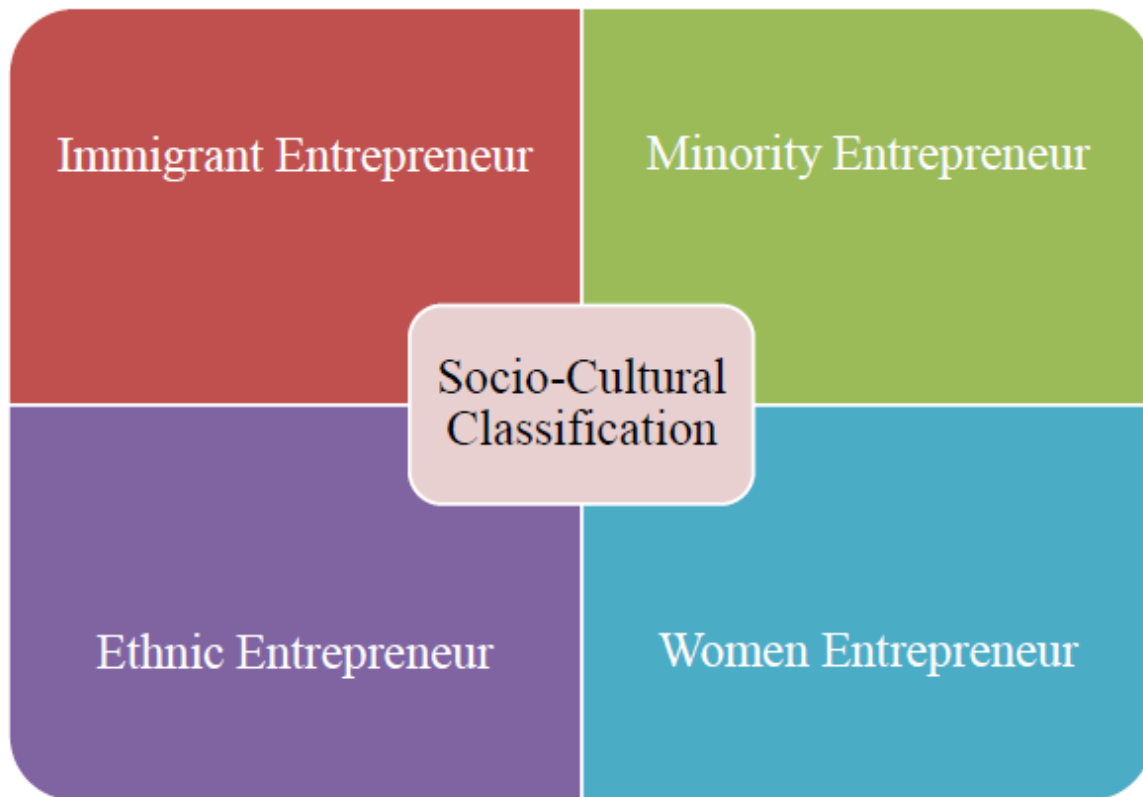 Immigrant Entrepreneur
Minority Entrepreneur
Socio-Cultural
Classification
Ethnic Entrepreneur
Women Entrepreneur